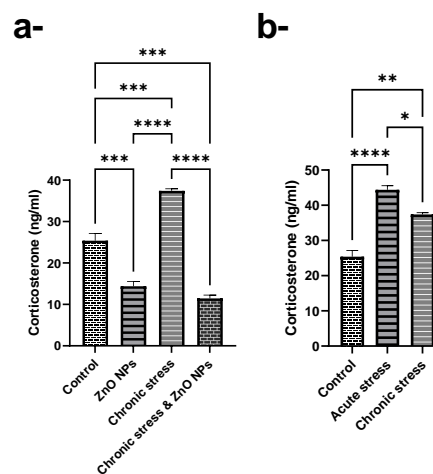 a-
***
***
****
***
****
Corticosterone (ng/ml)
40
30
20
10
0
Control
ZnO NPs
Chronic stress
Chronic stress & ZnO NPs
b-
**
*
****
Corticosterone (ng/ml)
50
40
30
20
10
0
Control
Acute stress
Chronic stress